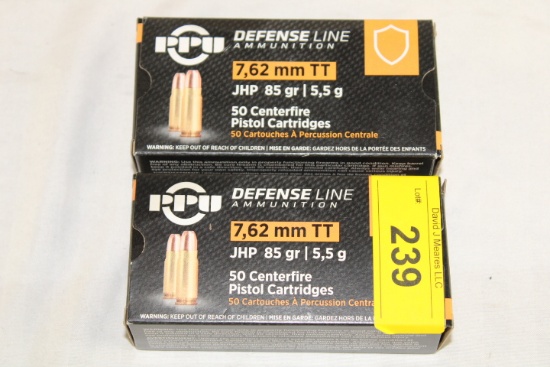 PPU
DEFENSE LINE
AMMUNITION
7,62 mm TT
JHP 85 gr | 5,5 g
50 Centerfire
Pistol Cartridges
50 Cartouches À Percussion Centrale
WARNING: KEEP OUT OF REACH OF CHILDREN | MISE EN GARDE: GARDEZ HORS DE LA PORTÉE DES ENFANTS
PPU
DEFENSE LINE
AMMUNITION
7,62 mm TT
JHP 85 gr | 5,5 g
50 Centerfire
Pistol Cartridges
50 Cartouches À Percussion Centra
WARNING: KEEP OUT OF REACH OF CHILDREN | MISE EN GARDE: GARDEZ HORS DE LA P
Lot#
239
David J Meares LLC